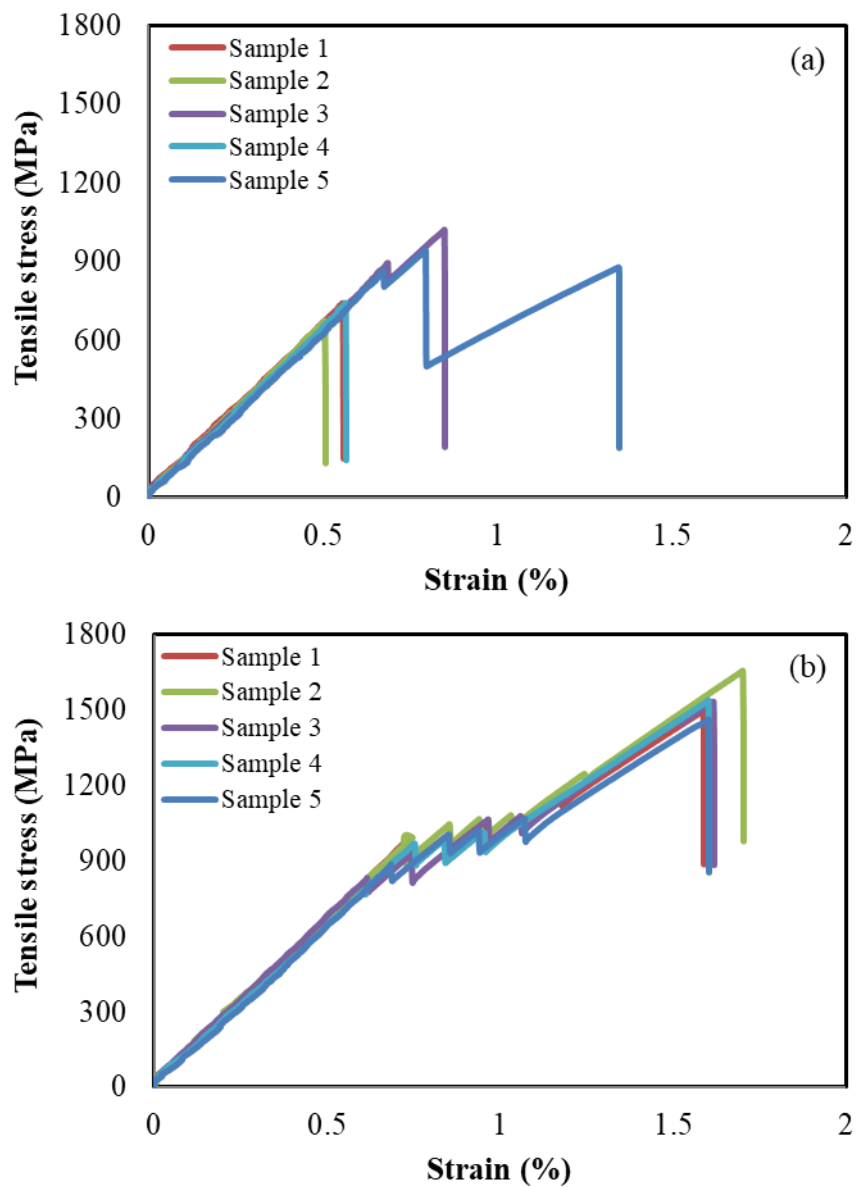 1800
1500
1200
900
600
300
0
Tensile stress (MPa)
Sample 1
Sample 2
Sample 3
Sample 4
Sample 5
(a)
0 0.5 1 1.5 2
Strain (%)
1800
1500
1200
900
600
300
0
Tensile stress (MPa)
Sample 1
Sample 2
Sample 3
Sample 4
Sample 5
(b)
0 0.5 1 1.5 2
Strain (%)